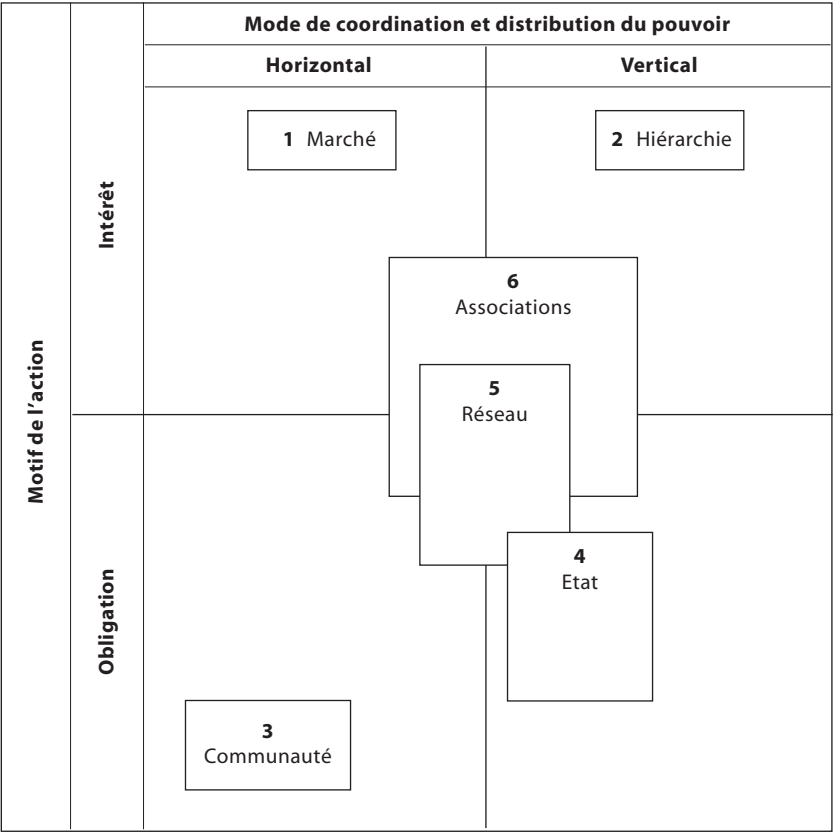 Mode de coordination et distribution du pouvoir
Horizontal
Vertical
Motif de l'action
Intérêt
1 Marché
2 Hiérarchie
6
Associations
5
Réseau
Obligation
4
Etat
3
Communauté